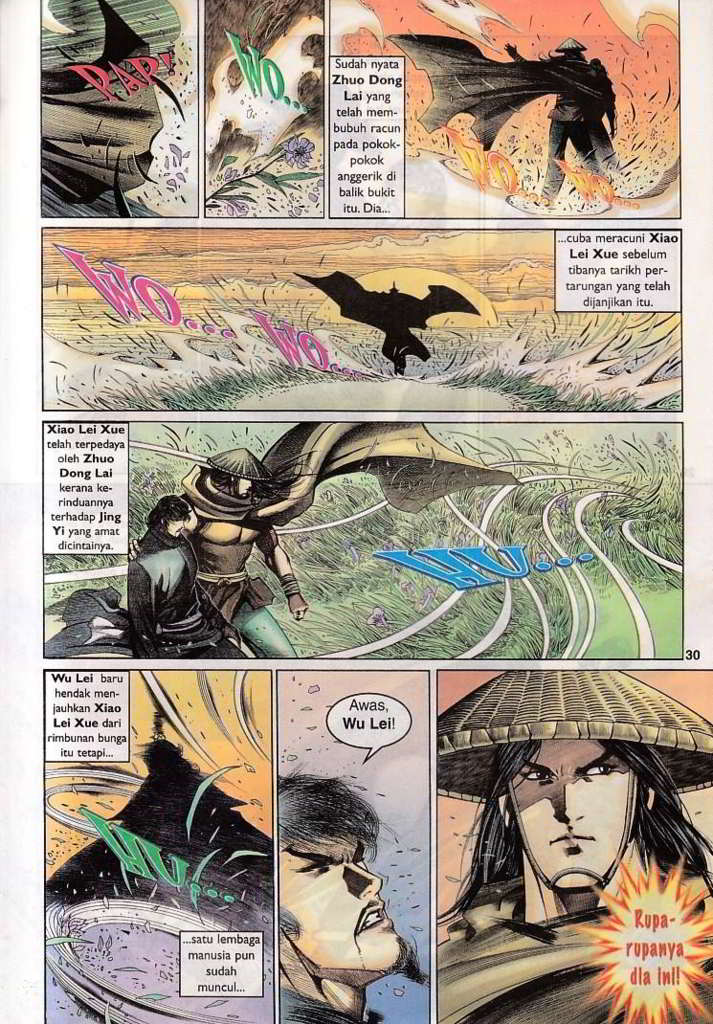 RAP!
WO...
Sudah nyata
Zhuo Dong
Lai yang
telah mem-
bubuh racun
pada pokok-
pokok
anggerik di
balik bukit
itu. Dia...
WO...
WO...
...cuba meracuni Xiao
Lei Xue sebelum
tibanya tarikh per-
tarungan yang telah
dijanjikan itu.
WO...
WO...
Xiao Lei Xue
telah terpedaya
oleh Zhuo
Dong Lai
kerana ke-
rinduannya
terhadap Jing
Yi yang amat
dicintainya.
HU...
30
Wu Lei baru
hendak men-
jauhkan Xiao
Lei Xue dari
rimbunan bunga
itu tetapi...
HU...
...satu lembaga
manusia pun
sudah
muncul...
Awas,
Wu Lei!
Rupa-
rupanya
dia ini!